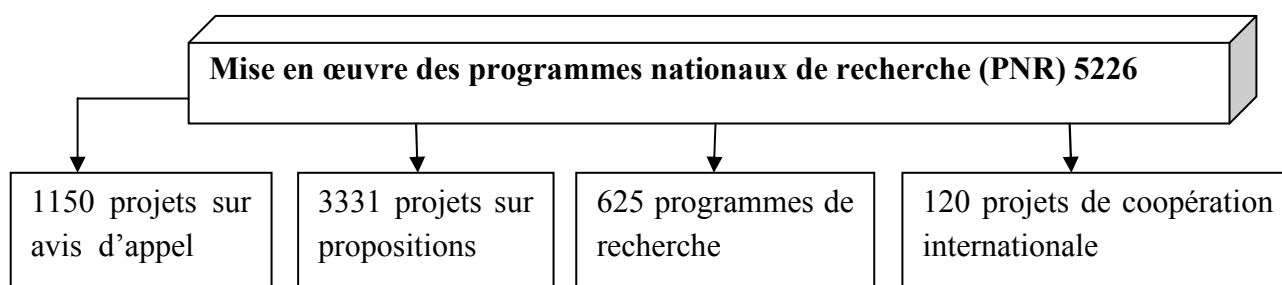 Mise en œuvre des programmes nationaux de recherche (PNR) 5226
1150 projets sur
avis d’appel
3331 projets sur
propositions
625 programmes de
recherche
120 projets de coopération
internationale